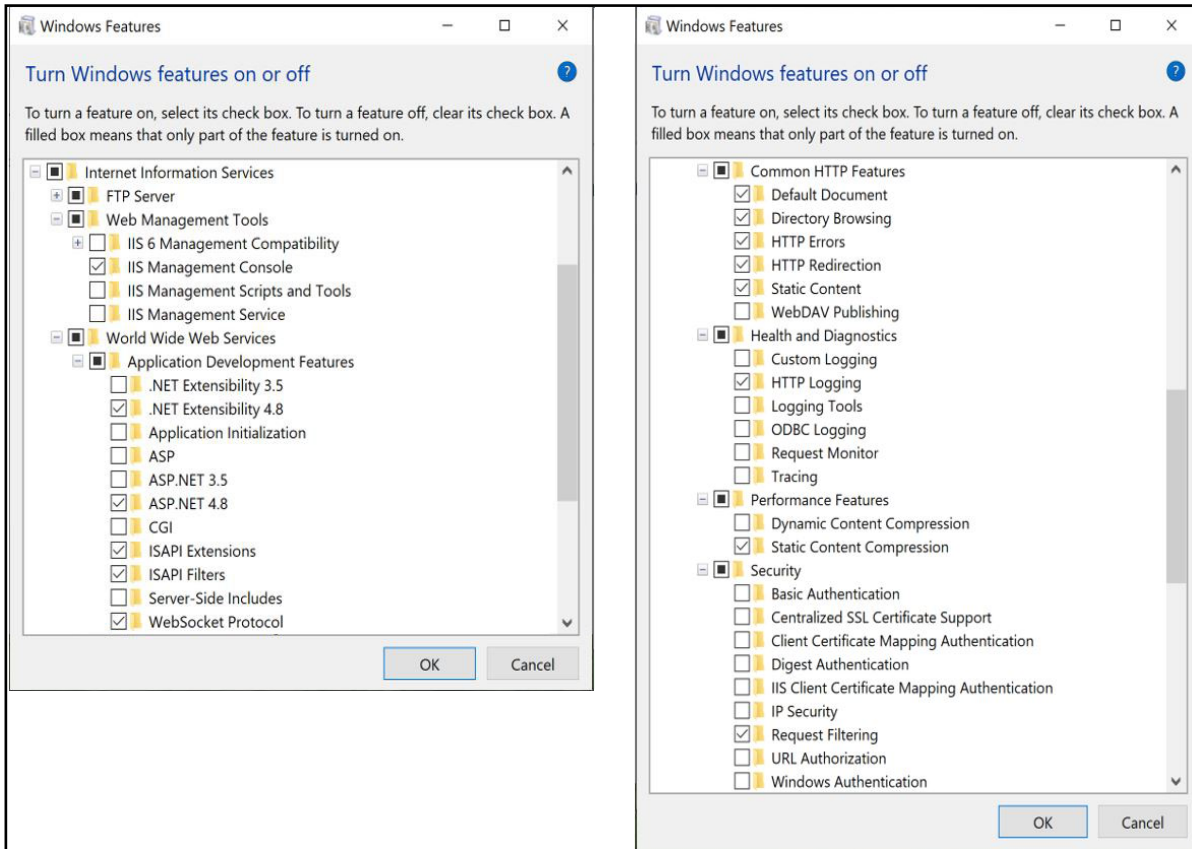 Windows Features
Turn Windows features on or off
To turn a feature on, select its check box. To turn a feature off, clear its check box. A
filled box means that only part of the feature is turned on.
Internet Information Services
FTP Server
Web Management Tools
IIS 6 Management Compatibility
IIS Management Console
IIS Management Scripts and Tools
IIS Management Service
World Wide Web Services
Application Development Features
.NET Extensibility 3.5
.NET Extensibility 4.8
Application Initialization
ASP
ASP.NET 3.5
ASP.NET 4.8
CGI
ISAPI Extensions
ISAPI Filters
Server-Side Includes
WebSocket Protocol
OK Cancel
Windows Features
Turn Windows features on or off
To turn a feature on, select its check box. To turn a feature off, clear its check box. A
filled box means that only part of the feature is turned on.
Common HTTP Features
Default Document
Directory Browsing
HTTP Errors
HTTP Redirection
Static Content
WebDAV Publishing
Health and Diagnostics
Custom Logging
HTTP Logging
Logging Tools
ODBC Logging
Request Monitor
Tracing
Performance Features
Dynamic Content Compression
Static Content Compression
Security
Basic Authentication
Centralized SSL Certificate Support
Client Certificate Mapping Authentication
Digest Authentication
IIS Client Certificate Mapping Authentication
IP Security
Request Filtering
URL Authorization
Windows Authentication
OK Cancel